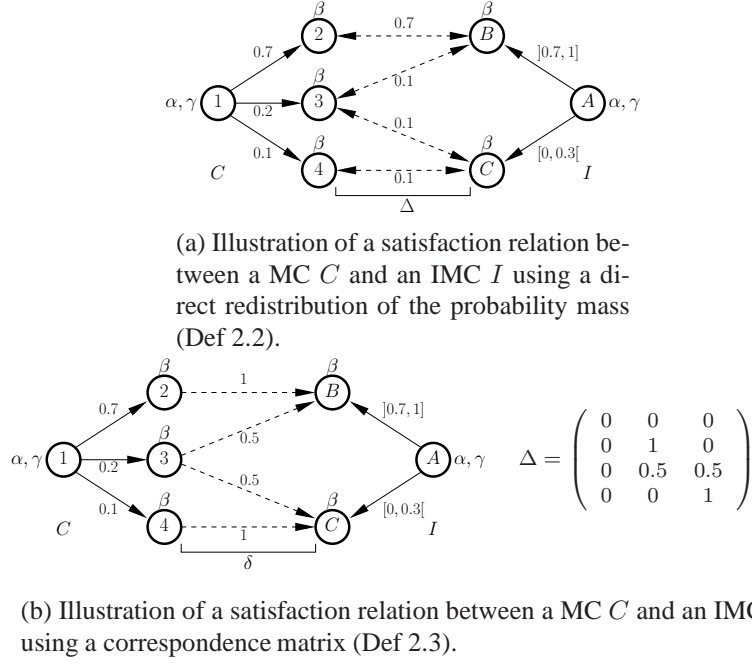 β β
2 0.7 B
0.7 ]0.7, 1]
β 0.1
α, γ 1 0.2 3 A α, γ
0.1 β
0.1 β
4 0.1 C [0, 0.3[
C I
Δ
(a) Illustration of a satisfaction relation be-
tween a MC C and an IMC I using a di-
rect redistribution of the probability mass
(Def 2.2).
β β
2 1 B
0.7 ]0.7, 1]
β 0.5
α, γ 1 0.2 3 A α, γ
0.5
0.1 β β
4 1 C [0, 0.3[
C I
δ
Δ = ( 0 0 0
0 1 0
0 0.5 0.5
0 0 1 )
(b) Illustration of a satisfaction relation between a MC C and an IMC
using a correspondence matrix (Def 2.3).